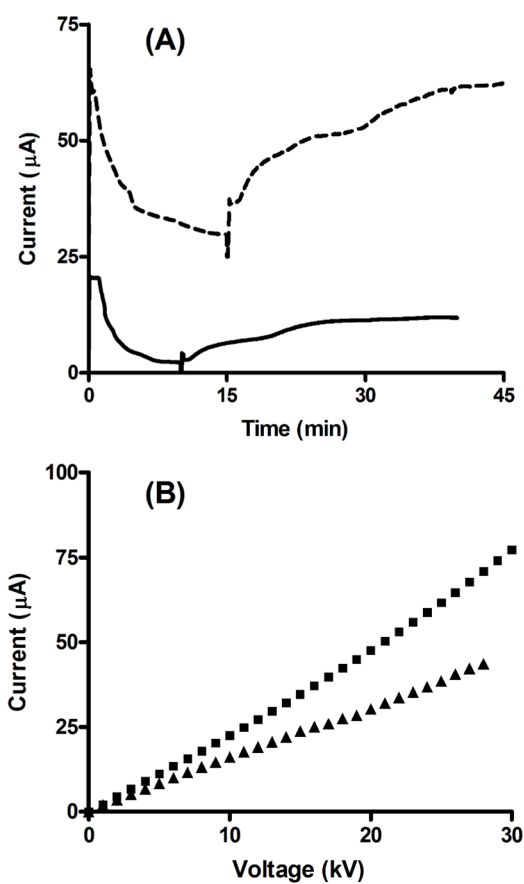 (A)
75
50
25
0
Current ( μA)
0 15 30 45
Time (min)
(B)
100
75
50
25
0
Current ( μA)
0 10 20 30
Voltage (kV)